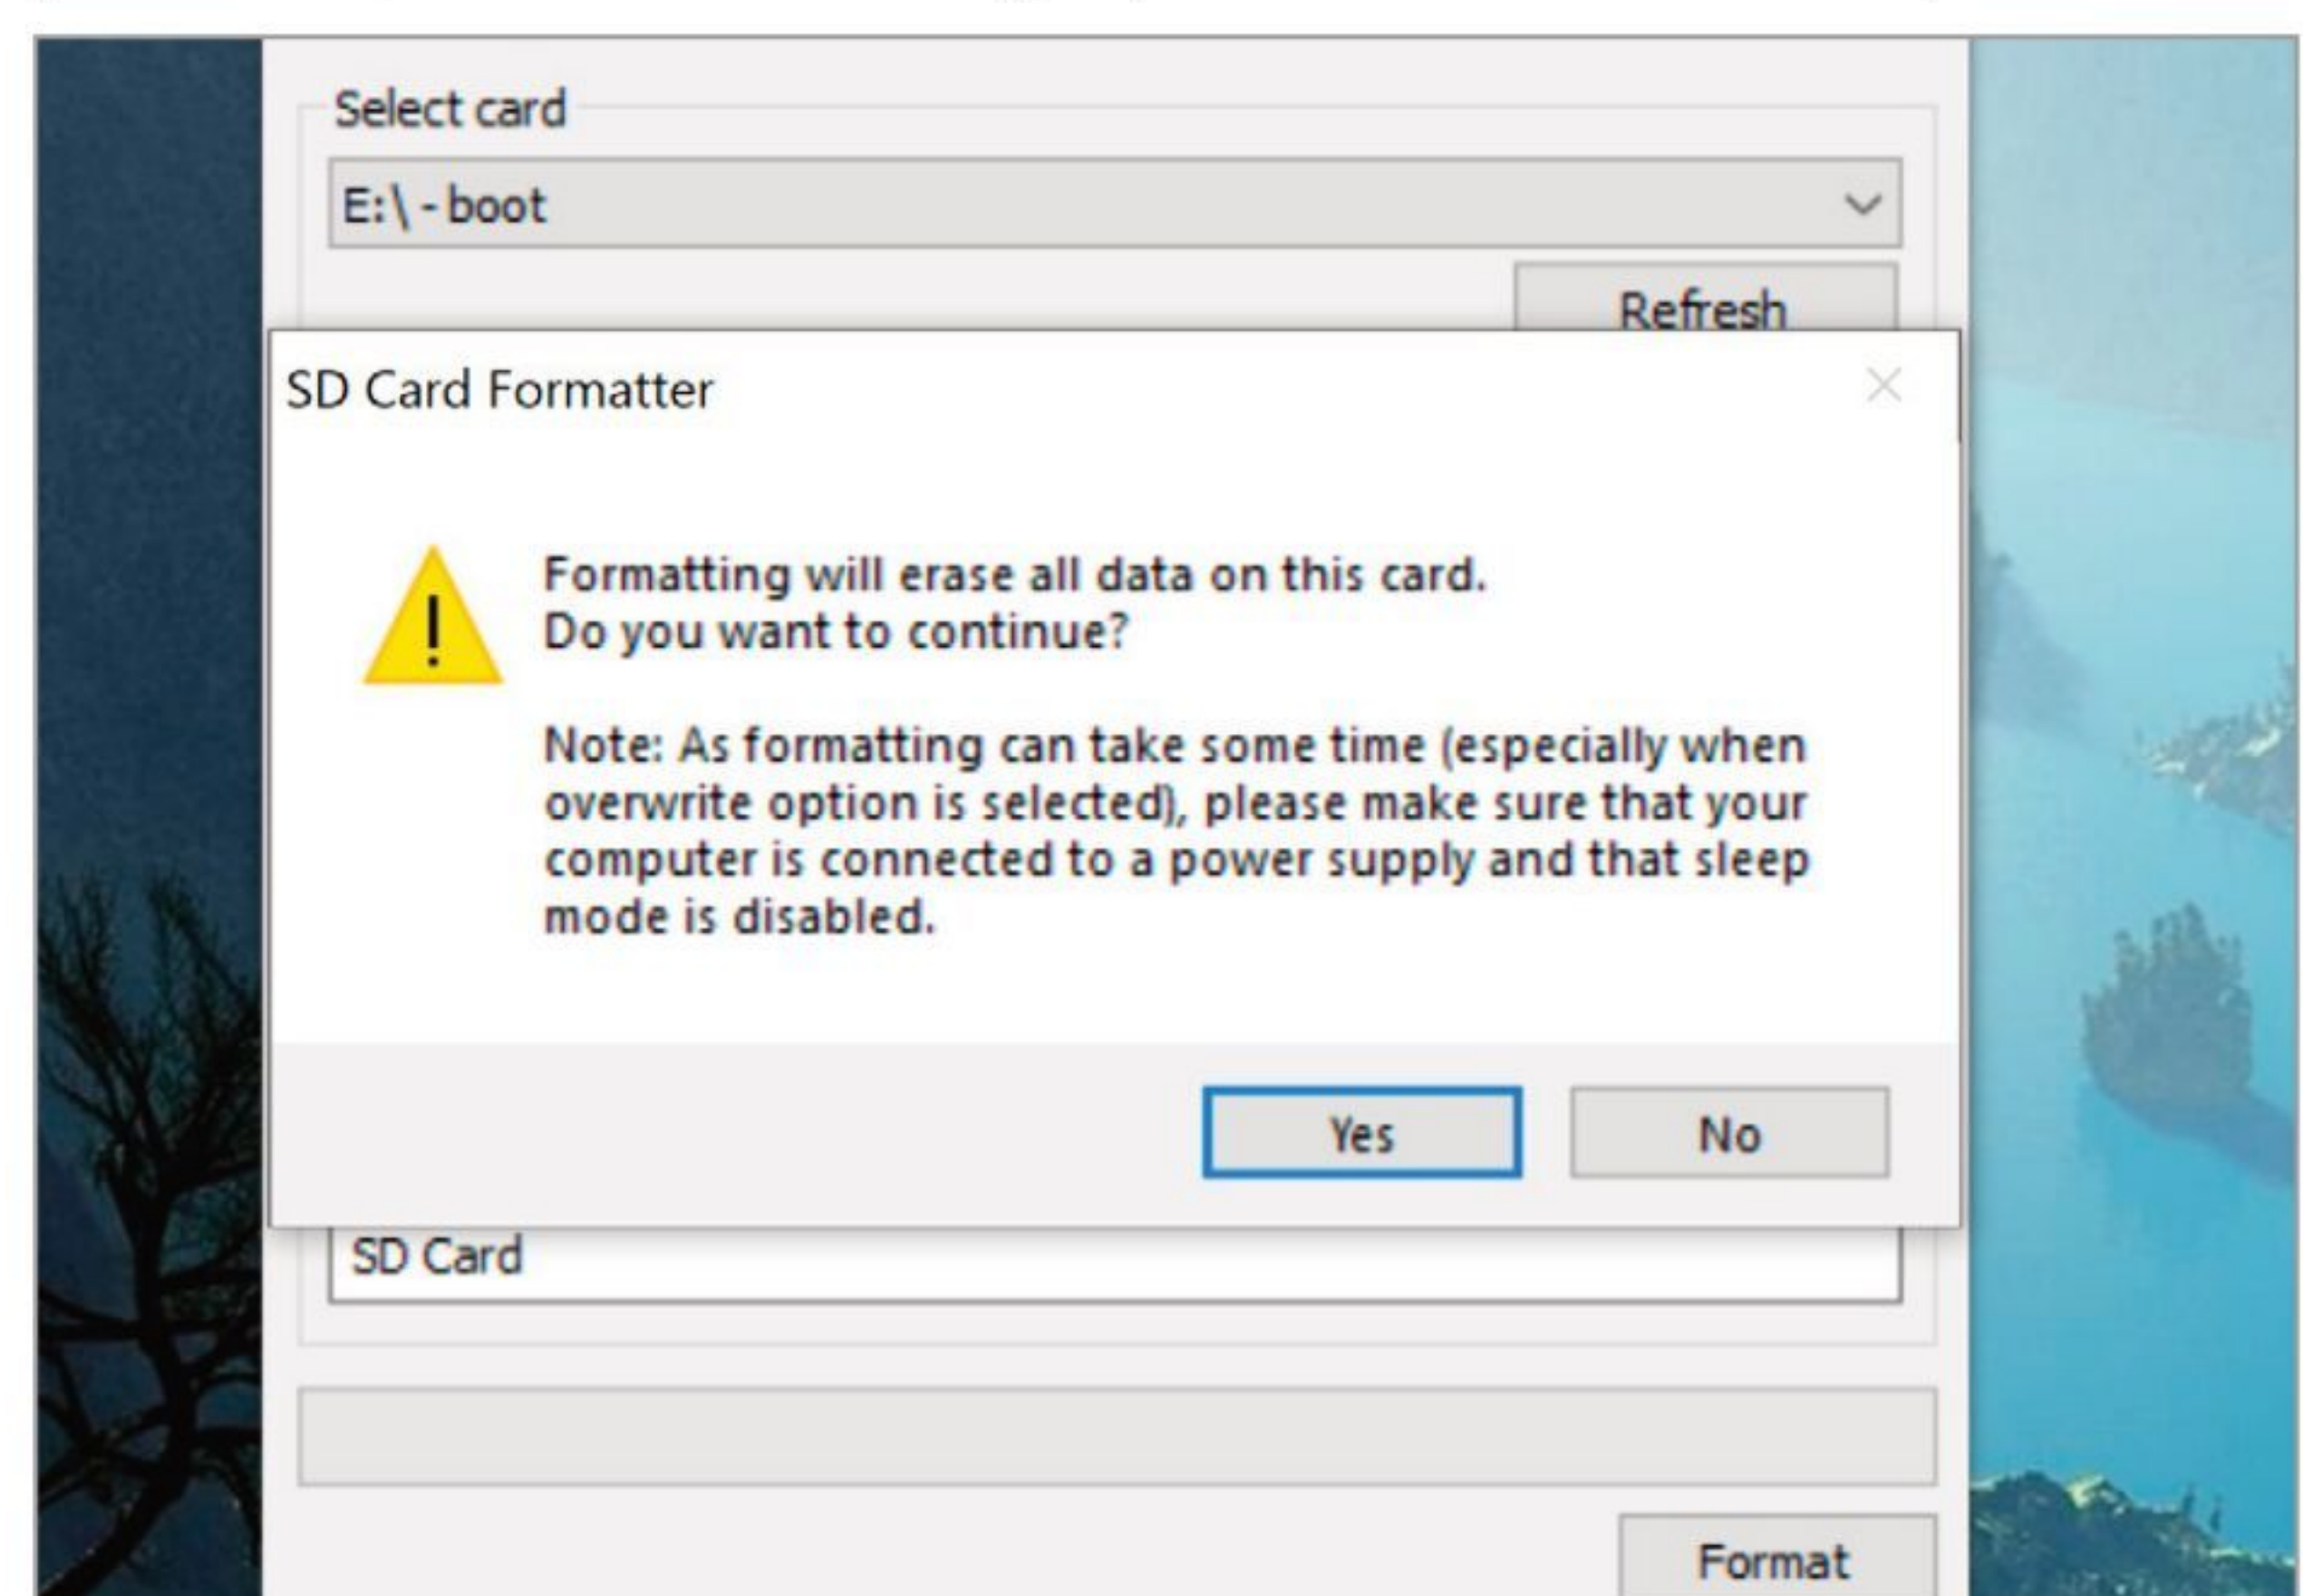 Select card
E:\ - boot
Refresh
SD Card Formatter
Formatting will erase all data on this card.
Do you want to continue?
Note: As formatting can take some time (especially when
overwrite option is selected), please make sure that your
computer is connected to a power supply and that sleep
mode is disabled.
Yes
No
SD Card
Format